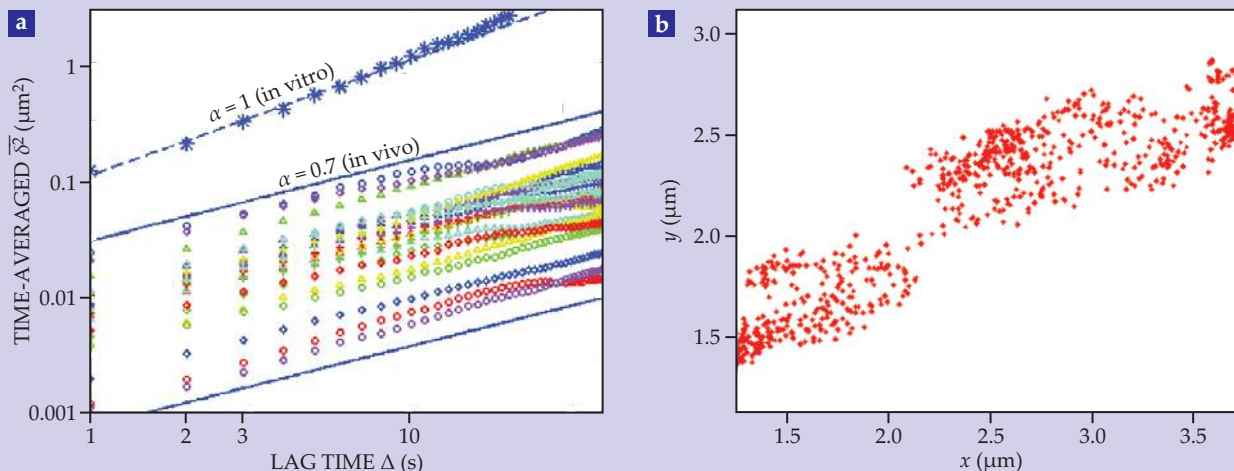 a
TIME-AVERAGED δ² (μm²)
1
0.1
0.01
0.001
α = 1 (in vitro)
α = 0.7 (in vivo)
1 2 3 10
LAG TIME Δ (s)
b
y (μm)
3.0
2.5
2.0
1.5
1.5 2.0 2.5 3.0 3.5
x (μm)